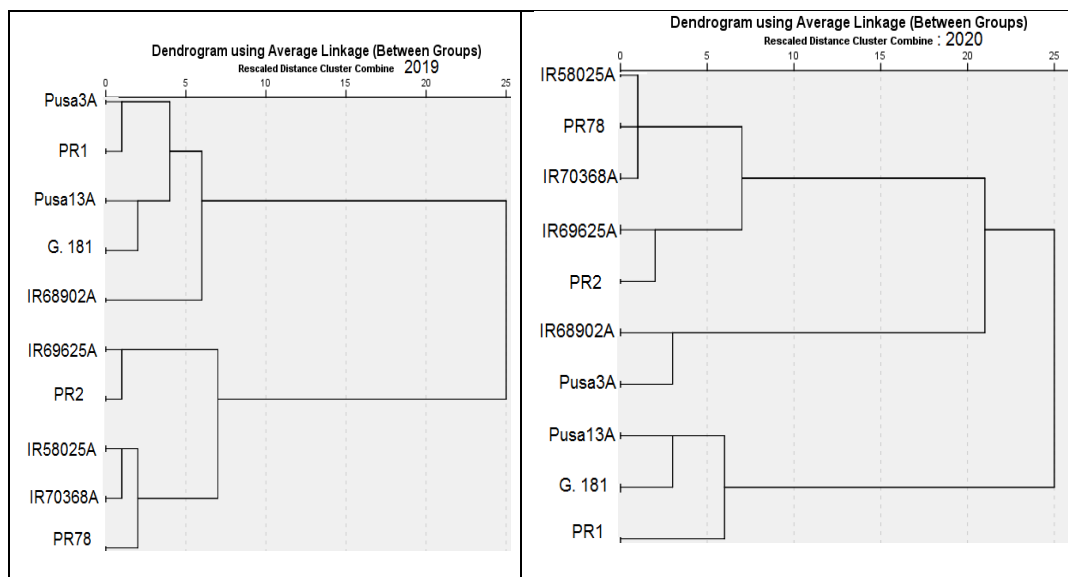 Dendrogram using Average Linkage (Between Groups)
Rescaled Distance Cluster Combine 2019
0 5 10 15 20 25
Pusa3A
PR1
Pusa13A
G. 181
IR68902A
IR69625A
PR2
IR58025A
IR70368A
PR78
Dendrogram using Average Linkage (Between Groups)
Rescaled Distance Cluster Combine : 2020
0 5 10 15 20 25
IR58025A
PR78
IR70368A
IR69625A
PR2
IR68902A
Pusa3A
Pusa13A
G. 181
PR1